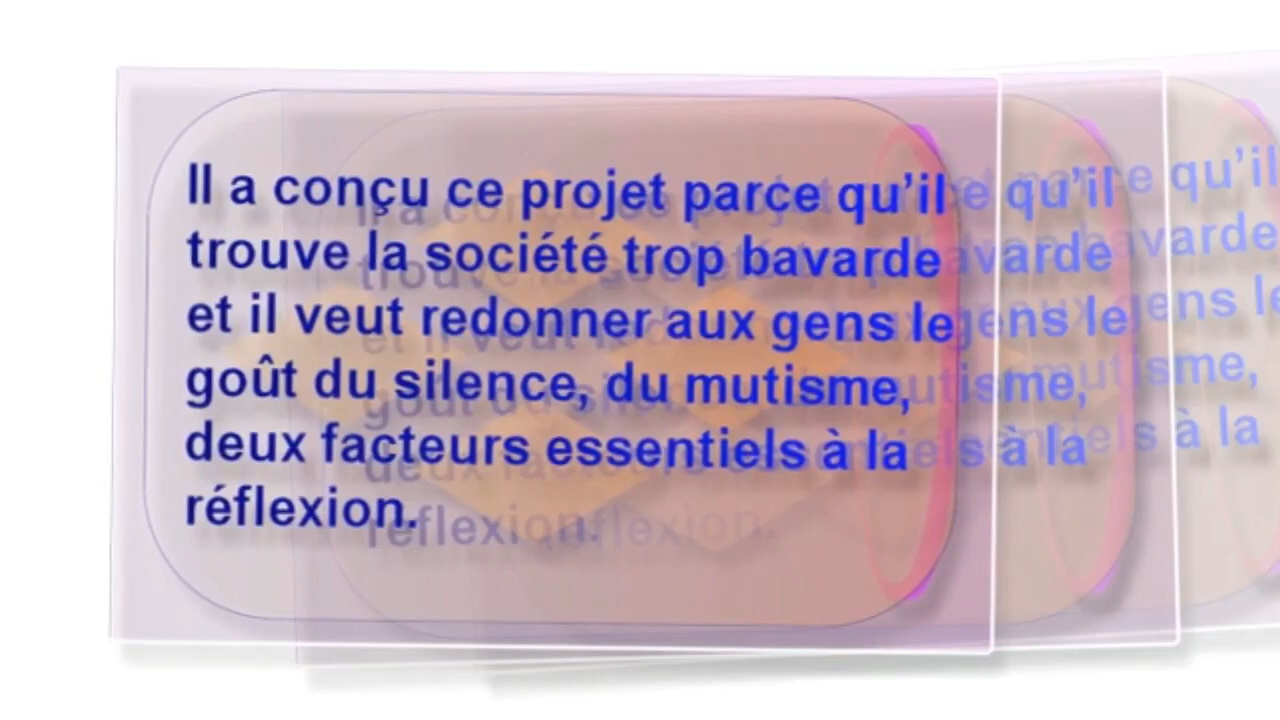 Il a conçu ce projet parce qu’il
trouve la société trop bavarde
et il veut redonner aux gens le
goût du silence, du mutisme,
deux facteurs essentiels à la
réflexion.